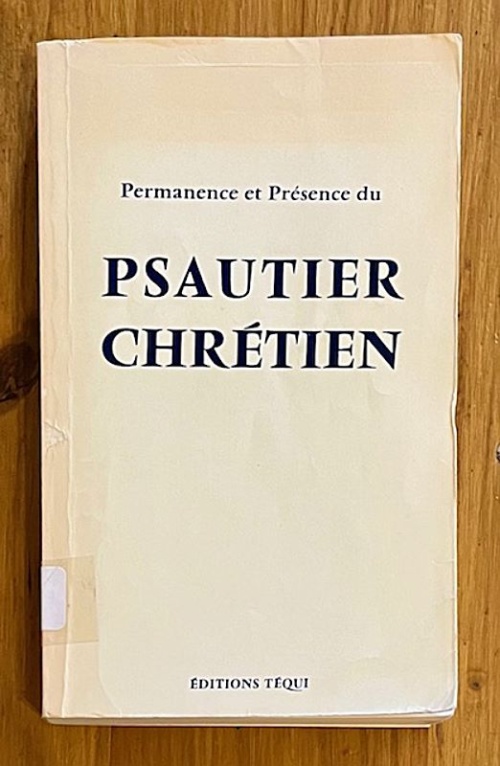 Permanence et Présence du
PSAUTIER
CHRÉTIEN
ÉDITIONS TÉQUI